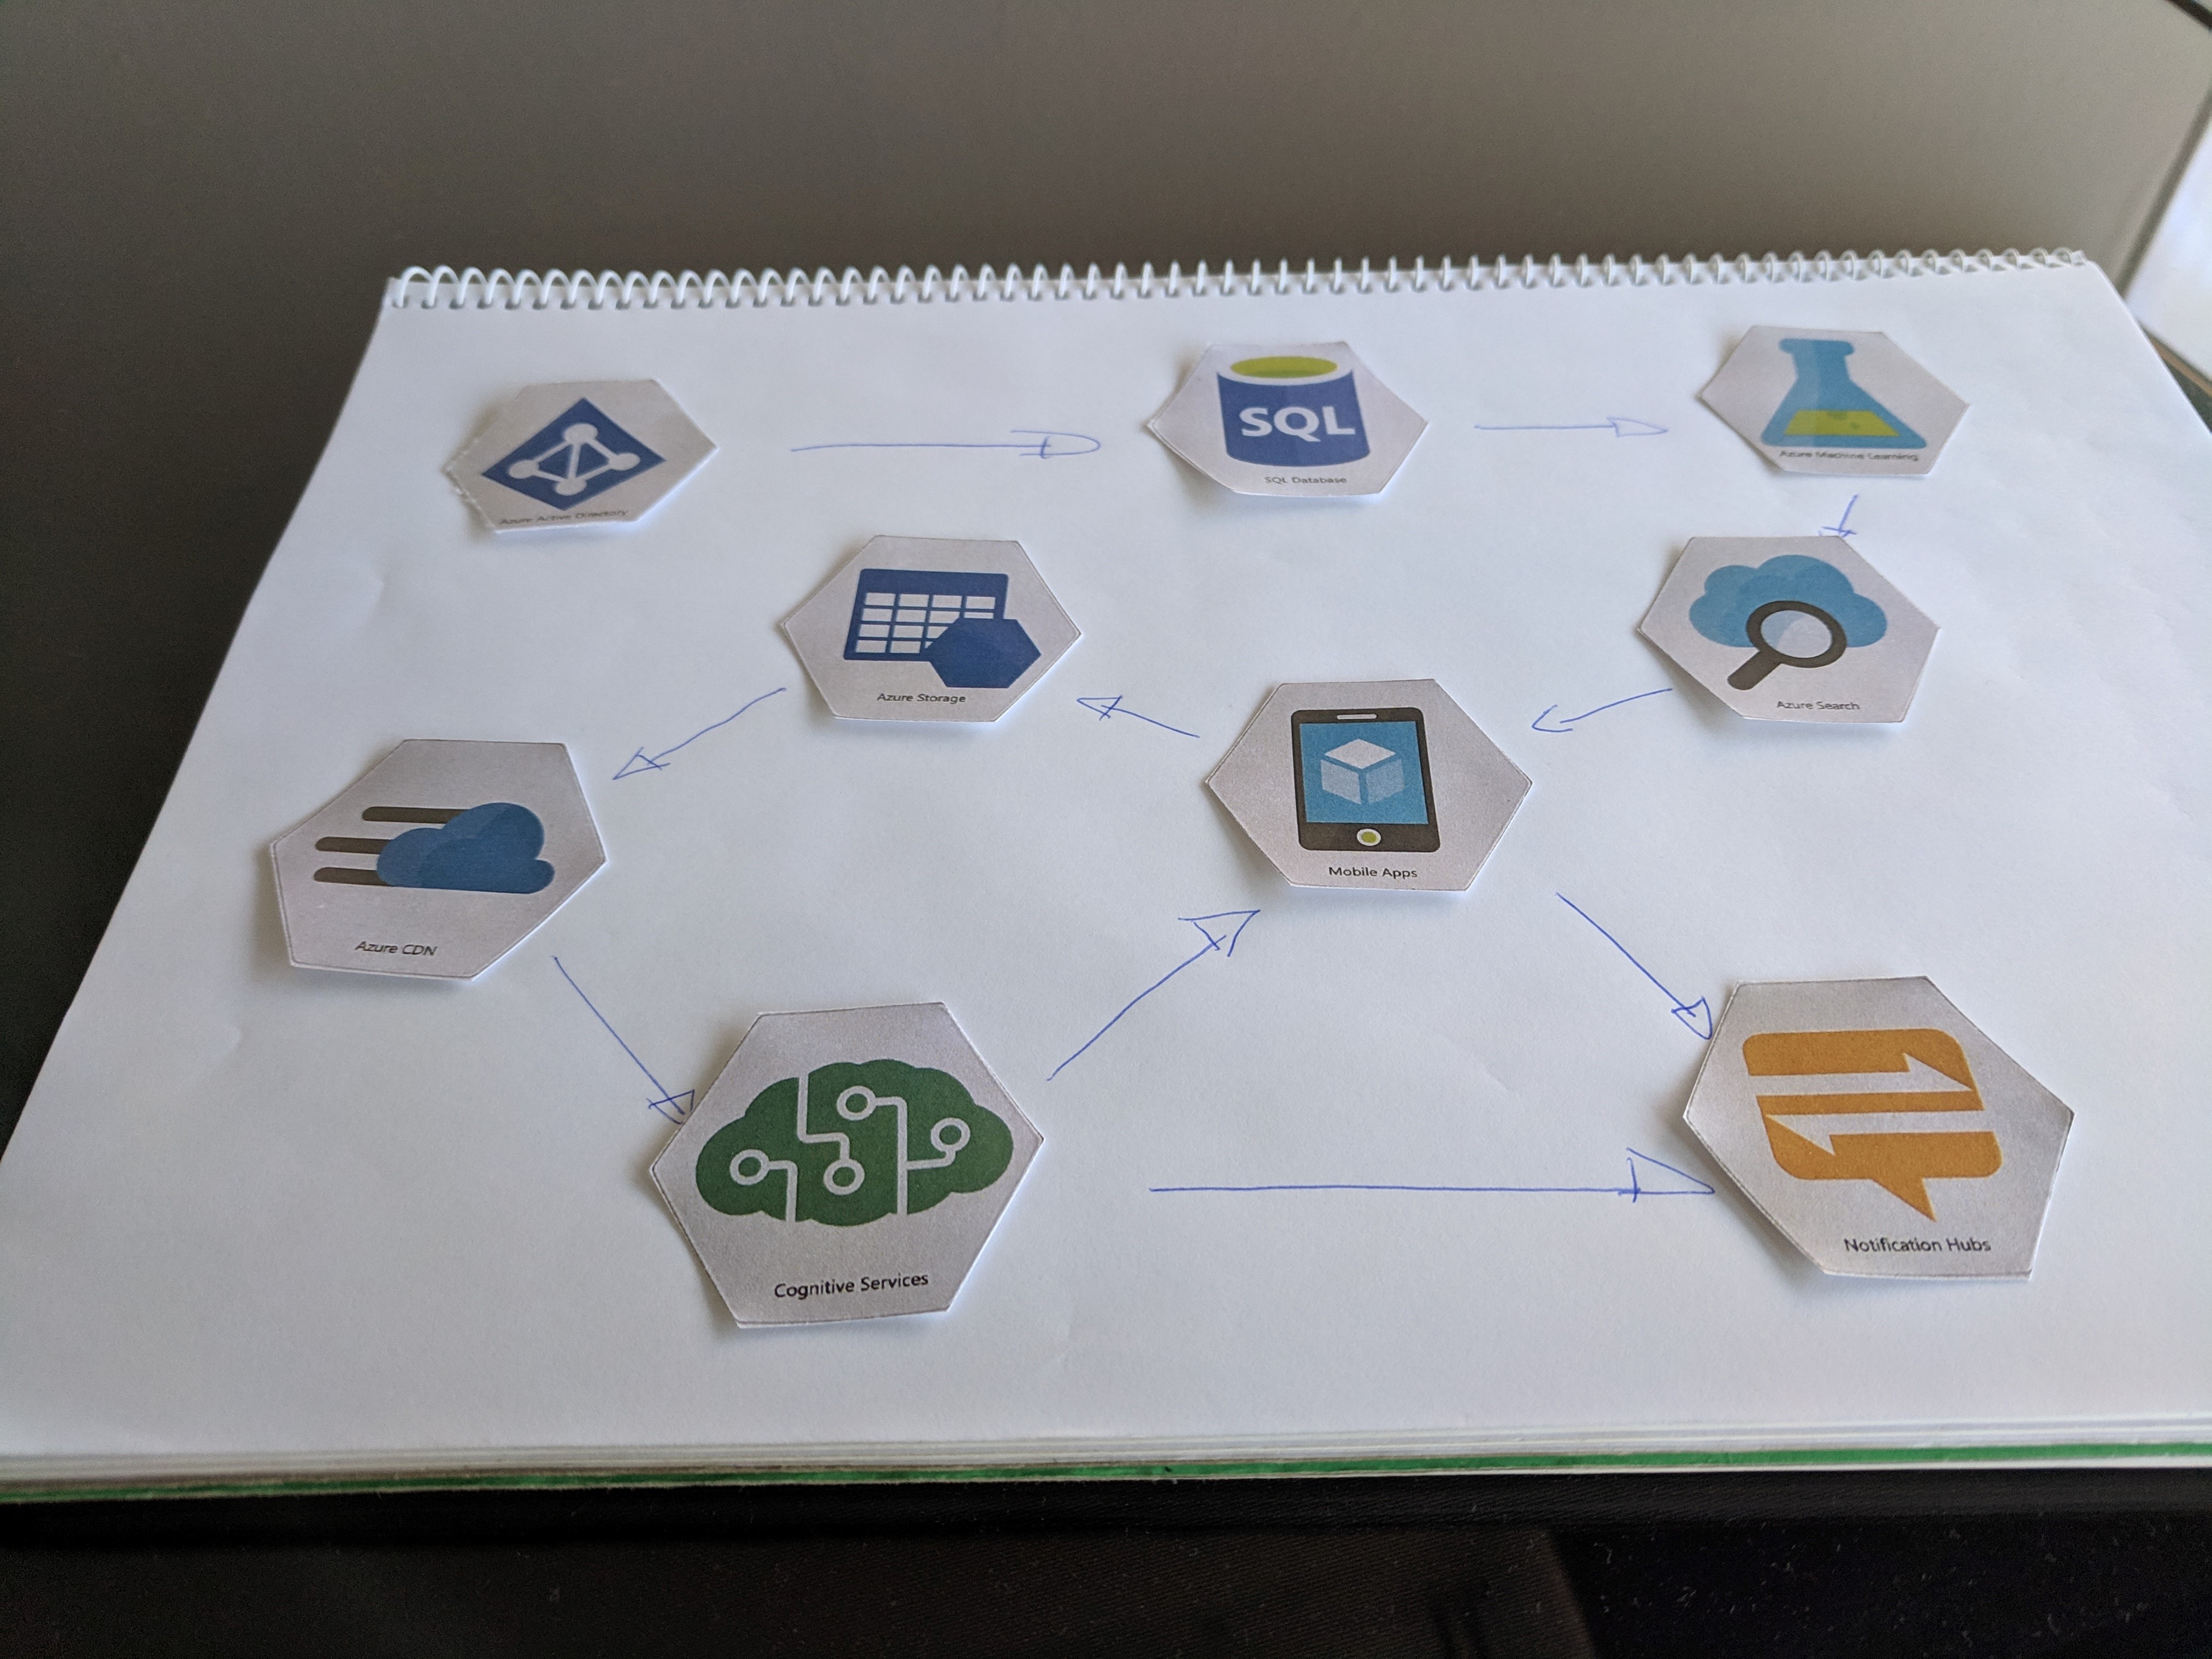 SQL
SQL Database
Azure Machine Learning
Azure Active Directory
Azure Storage
Azure Search
Mobile Apps
Azure CDN
Cognitive Services
Notification Hubs